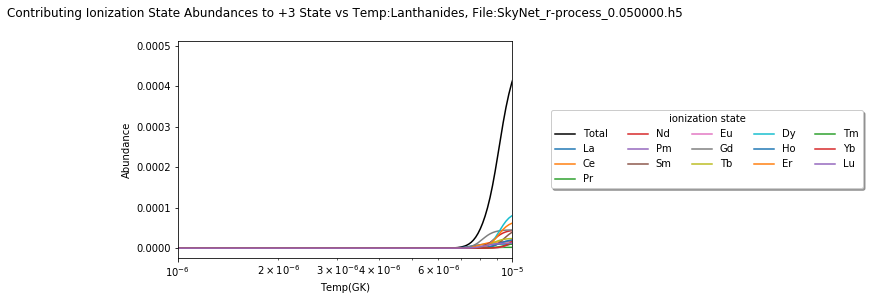 Contributing Ionization State Abundances to +3 State vs Temp:Lanthanides, File:SkyNet_r-process_0.050000.h5
0.0005
0.0004
0.0003
0.0002
0.0001
0.0000
Abundance
10⁻⁶
2 × 10⁻⁶
3 × 10⁻⁶
4 × 10⁻⁶
6 × 10⁻⁶
10⁻⁵
Temp(GK)
ionization state
Total Nd Eu Dy Tm
La Pm Gd Ho Yb
Ce Sm Tb Er Lu
Pr